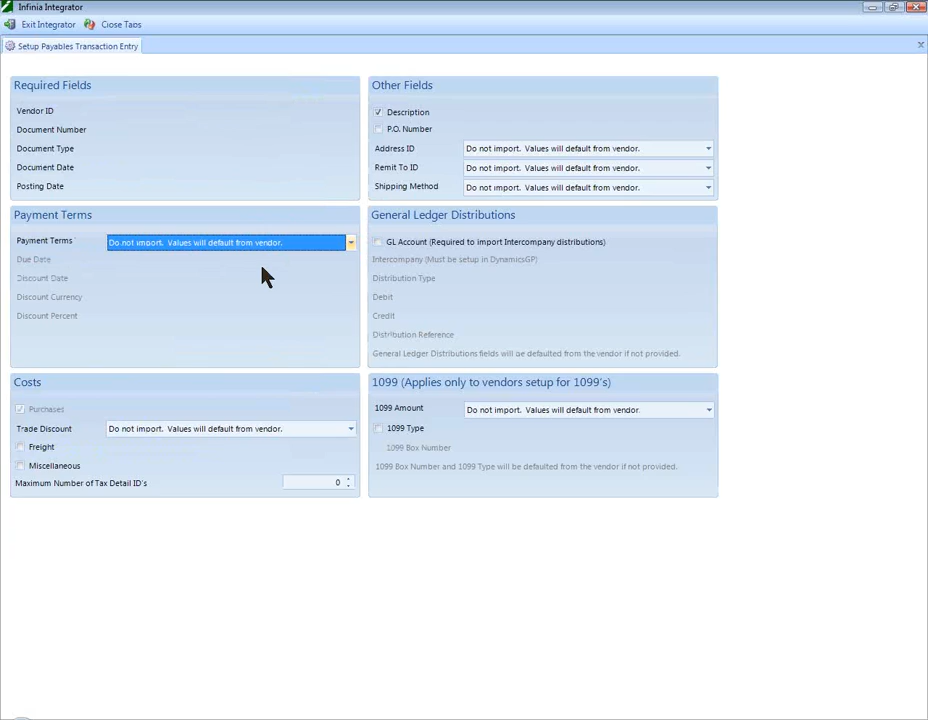 Infinia Integrator
Exit Integrator
Close Tabs
Setup Payables Transaction Entry
Required Fields
Vendor ID
Document Number
Document Type
Document Date
Posting Date
Other Fields
Description
P.O. Number
Address ID
Do not import. Values will default from vendor.
Remit To ID
Do not import. Values will default from vendor.
Shipping Method
Do not import. Values will default from vendor.
Payment Terms
Payment Terms
Do not import. Values will default from vendor.
Due Date
Discount Date
Discount Currency
Discount Percent
General Ledger Distributions
GL Account (Required to import Intercompany distributions)
Intercompany (Must be setup in DynamicsGP)
Distribution Type
Debit
Credit
Distribution Reference
General Ledger Distributions fields will be defaulted from the vendor if not provided.
Costs
Purchases
Trade Discount
Do not import. Values will default from vendor.
Freight
Miscellaneous
Maximum Number of Tax Detail ID's
0
1099 (Applies only to vendors setup for 1099's)
1099 Amount
Do not import. Values will default from vendor.
1099 Type
1099 Box Number
1099 Box Number and 1099 Type will be defaulted from the vendor if not provided.